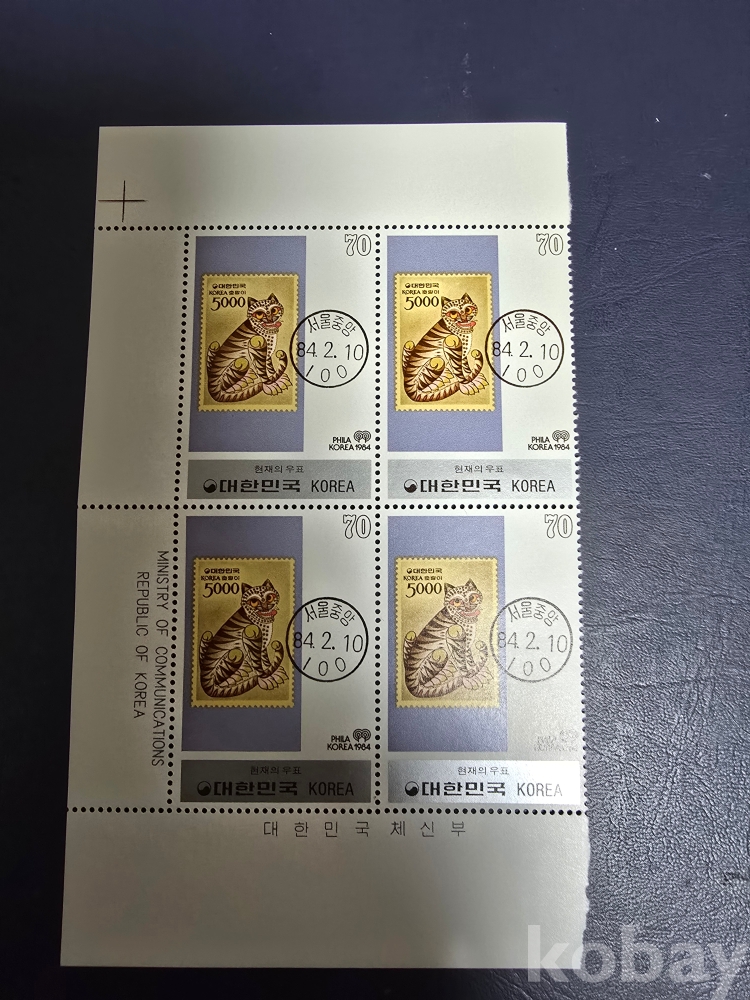 70
대한민국
KOREA 호랑이
5000
서울중앙
84.2.10
100
PHILA
KOREA 1984
현재의 우표
대한민국 KOREA
70
대한민국
KOREA 호랑이
5000
서울중앙
84.2.10
100
PHILA
KOREA 1984
현재의 우표
대한민국 KOREA
MINISTRY OF COMMUNICATIONS
REPUBLIC OF KOREA
70
대한민국
KOREA 호랑이
5000
서울중앙
84.2.10
100
PHILA
KOREA 1984
현재의 우표
대한민국 KOREA
70
대한민국
KOREA 호랑이
5000
서울중앙
84.2.10
100
현재의 우표
대한민국 KOREA
대한민국체신부
kobay